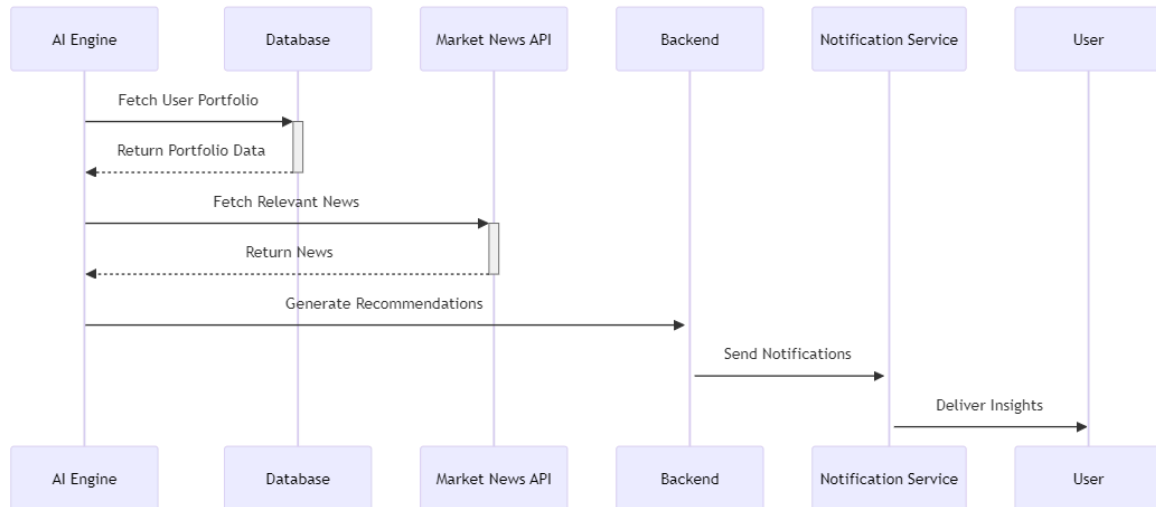 AI Engine Database Market News API Backend Notification Service User
Fetch User Portfolio
Return Portfolio Data
Fetch Relevant News
Return News
Generate Recommendations
Send Notifications
Deliver Insights
AI Engine Database Market News API Backend Notification Service User